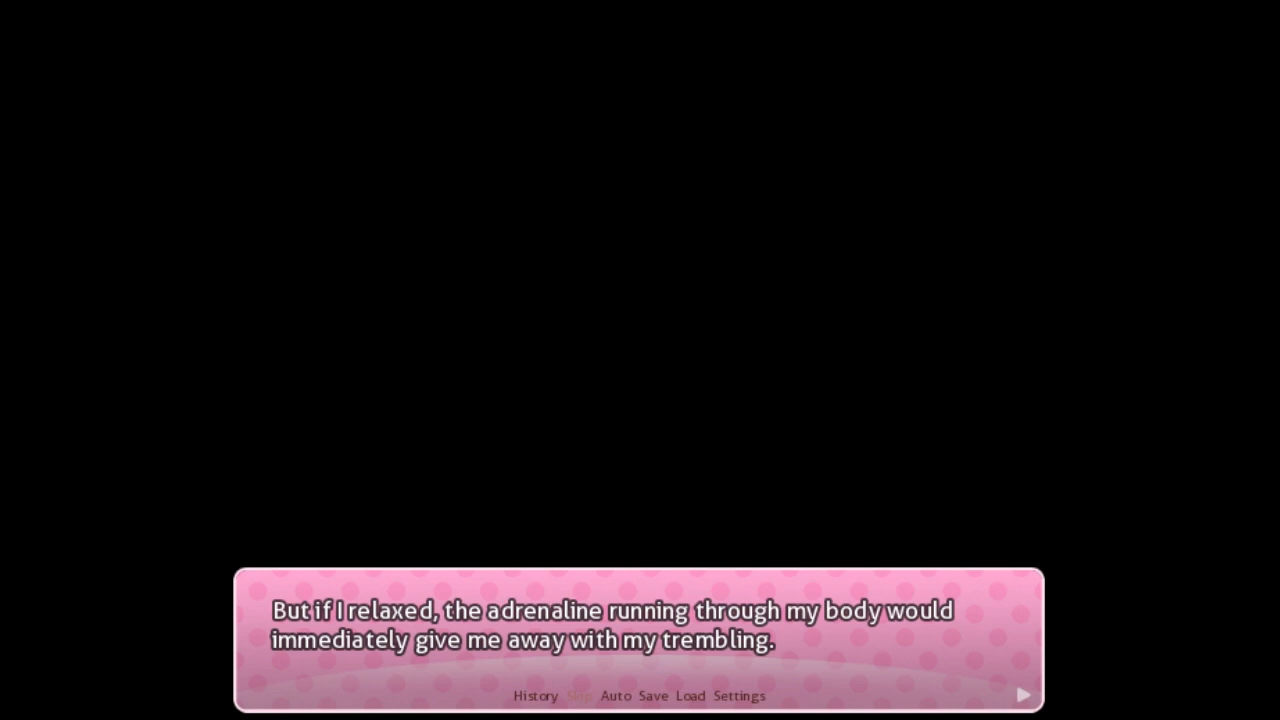 But if I relaxed, the adrenaline running through my body would
immediately give me away with my trembling.
History Skip Auto Save Load Settings